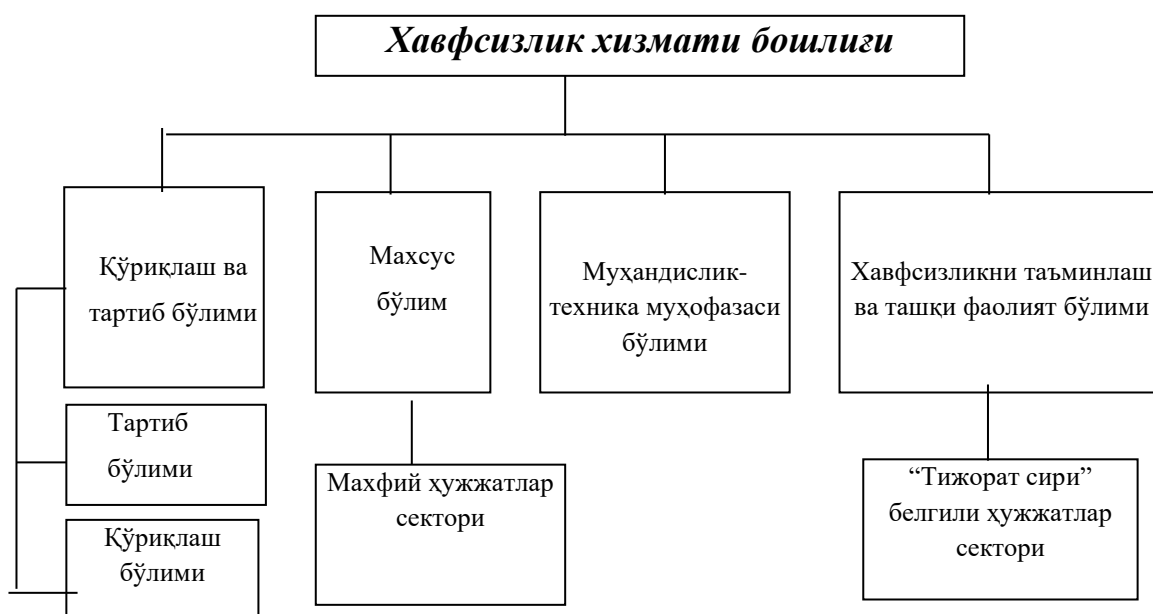 Хавфсизлик хизмати бошлиғи
Қўриқлаш ва
тартиб бўлими
Махсус
бўлим
Муҳандислик-
техника муҳофазаси
бўлими
Хавфсизликни таъминлаш
ва ташқи фаолият бўлими
Тартиб
бўлими
Қўриқлаш
бўлими
Махфий ҳужжатлар
сектори
“Тижорат сири”
белгили ҳужжатлар
сектори